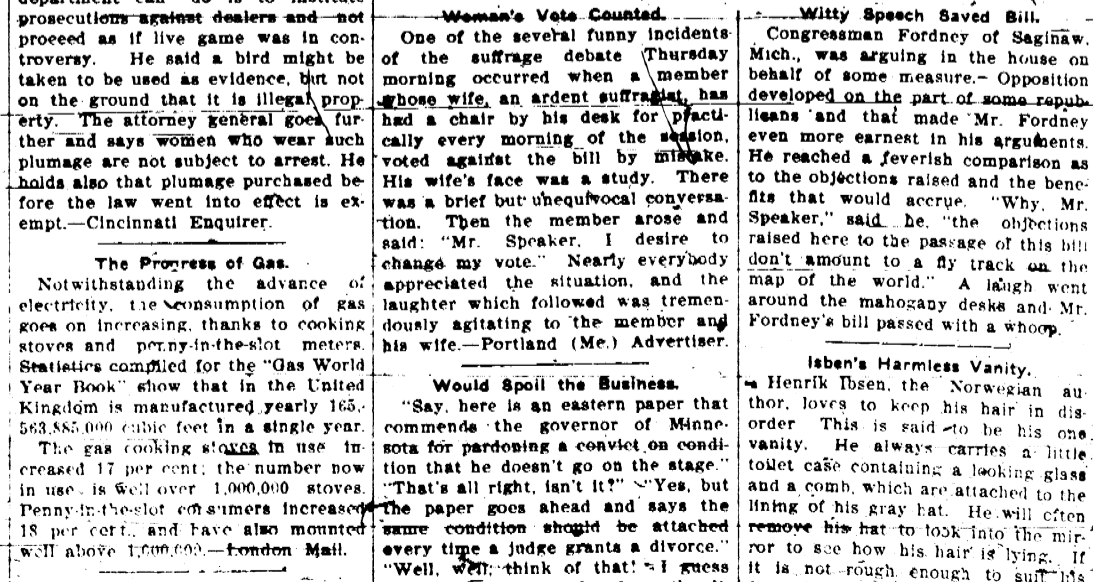 prosecutions against dealers and not
proceed as if live game was in con-
troversy. He said a bird might be
taken to be used as evidence, but not
on the ground that it is illegal prop-
erty. The attorney general goes fur-
ther and says women who wear such
plumage are not subject to arrest. He
holds also that plumage purchased be-
fore the law went into effect is ex-
empt.—Cincinnati Enquirer.
The Progress of Gas.
Notwithstanding the advance of
electricity, the consumption of gas
goes on increasing, thanks to cooking
stoves and penny-in-the-slot meters.
Statistics compiled for the "Gas World
Year Book" show that in the United
Kingdom is manufactured yearly 165,-
563,885,000 cubic feet in a single year.
The gas cooking stoves in use in-
creased 17 per cent; the number now
in use is well over 1,000,000 stoves.
Penny-in-the-slot consumers increased
18 per cent., and have also mounted
well above 1,000,000.—London Mail.
Woman's Vote Counted.
One of the several funny incidents
of the suffrage debate Thursday
morning occurred when a member
whose wife, an ardent suffragist, has
had a chair by his desk for practi-
cally every morning of the session,
voted against the bill by mistake.
His wife's face was a study. There
was a brief but unequivocal conversa-
tion. Then the member arose and
said: "Mr. Speaker, I desire to
change my vote." Nearly everybody
appreciated the situation, and the
laughter which followed was tremen-
dously agitating to the member and
his wife.—Portland (Me.) Advertiser.
Would Spoil the Business.
"Say, here is an eastern paper that
commends the governor of Minne-
sota for pardoning a convict on condi-
tion that he doesn't go on the stage."
"That's all right, isn't it?" "Yes, but
the paper goes ahead and says the
same condition should be attached
every time a judge grants a divorce."
"Well, well; think of that! I guess
Witty Speech Saved Bill.
Congressman Fordney of Saginaw,
Mich., was arguing in the house on
behalf of some measure. Opposition
developed on the part of some repub-
licans and that made Mr. Fordney
even more earnest in his arguments.
He reached a feverish comparison as
to the objections raised and the bene-
fits that would accrue. "Why, Mr.
Speaker," said he, "the objections
raised here to the passage of this bill
don't amount to a fly track on the
map of the world." A laugh went
around the mahogany desks and Mr.
Fordney's bill passed with a whoop.
Isben's Harmless Vanity.
Henrik Ibsen, the Norwegian au-
thor, loves to keep his hair in dis-
order This is said to be his one
vanity. He always carries a little
toilet case containing a looking glass
and a comb, which are attached to the
lining of his gray hat. He will often
remove his hat to look into the mir-
ror to see how his hair is lying. If
it is not rough enough to suit his